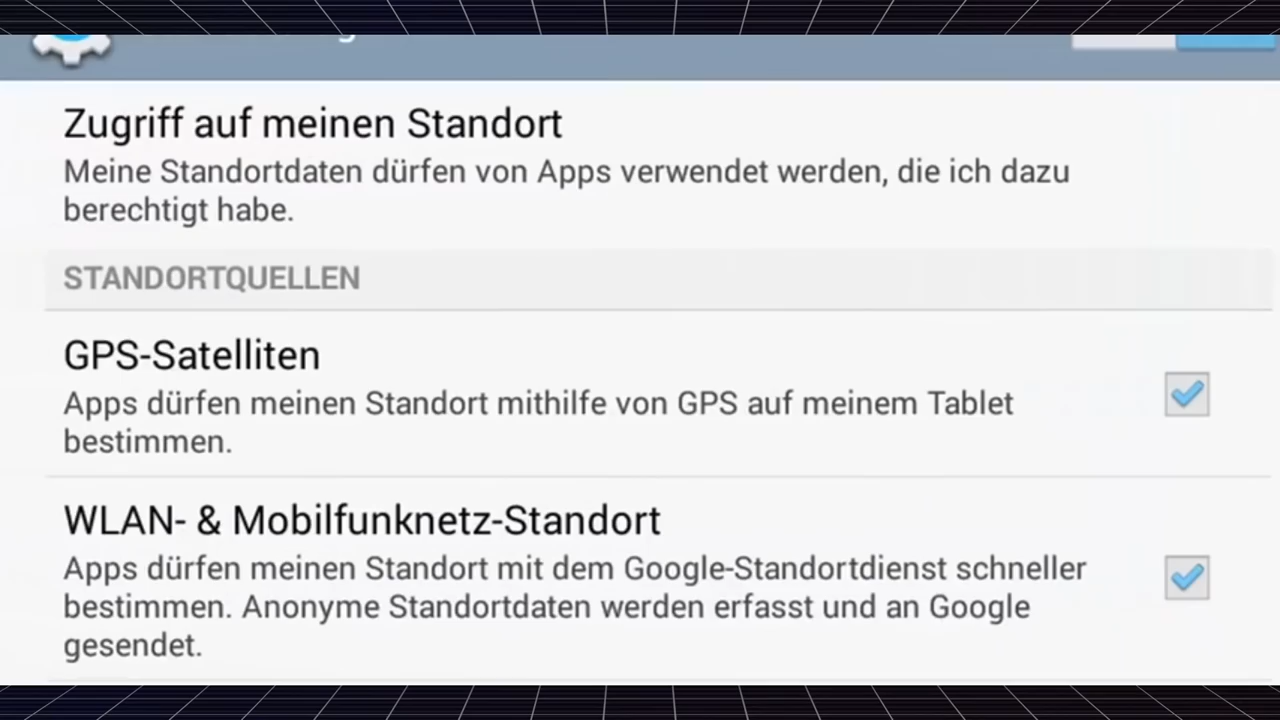 Zugriff auf meinen Standort
Meine Standortdaten dürfen von Apps verwendet werden, die ich dazu
berechtigt habe.
STANDORTQUELLEN
GPS-Satelliten
Apps dürfen meinen Standort mithilfe von GPS auf meinem Tablet
bestimmen.
WLAN- & Mobilfunknetz-Standort
Apps dürfen meinen Standort mit dem Google-Standortdienst schneller
bestimmen. Anonyme Standortdaten werden erfasst und an Google
gesendet.